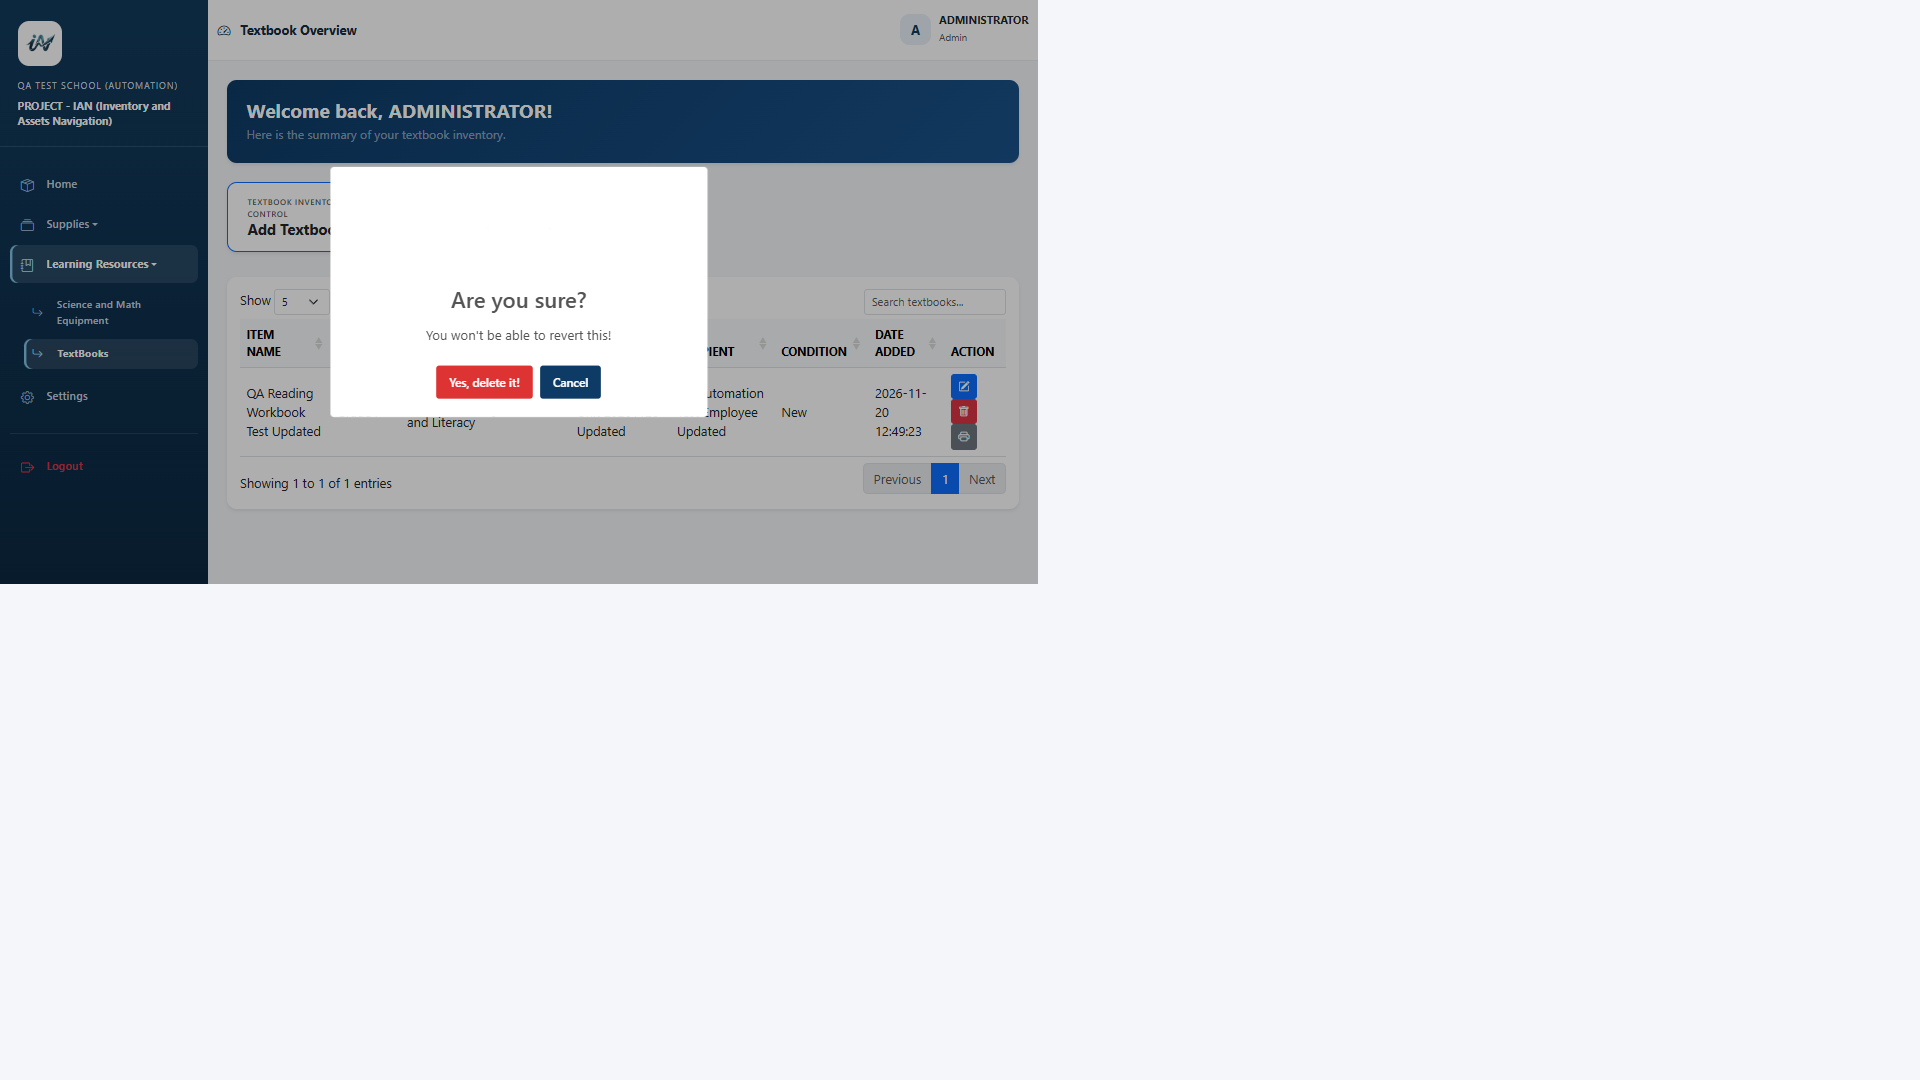 iAN
QA TEST SCHOOL (AUTOMATION)
PROJECT - IAN (Inventory and
Assets Navigation)
Home
Supplies
Learning Resources
Science and Math
Equipment
TextBooks
Settings
Logout
Textbook Overview
A
ADMINISTRATOR
Admin
Welcome back, ADMINISTRATOR!
Here is the summary of your textbook inventory.
TEXTBOOK INVENTO
CONTROL
Add Textboo
Are you sure?
You won't be able to revert this!
Yes, delete it!
Cancel
Show 5
Search textbooks...
ITEM
NAME
CONDITION
DATE
ADDED
ACTION
QA Reading
Workbook
Test Updated
and Literacy
Updated
utomation
Employee
Updated
New
2026-11-
20
12:49:23
Showing 1 to 1 of 1 entries
Previous
1
Next